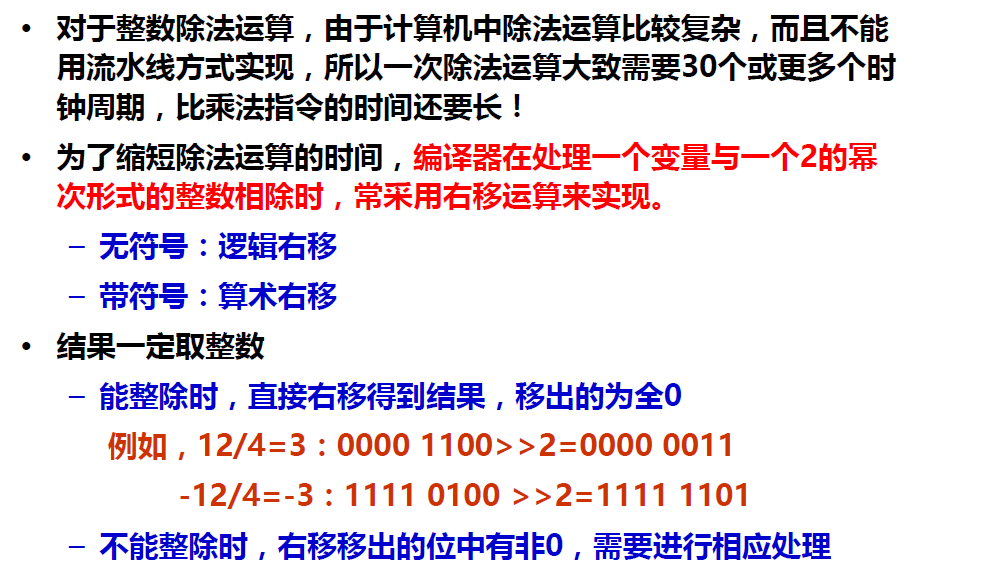 • 对于整数除法运算，由于计算机中除法运算比较复杂，而且不能
用流水线方式实现，所以一次除法运算大致需要30个或更多个时
钟周期，比乘法指令的时间还要长！
• 为了缩短除法运算的时间，编译器在处理一个变量与一个2的幂
次形式的整数相除时，常采用右移运算来实现。
– 无符号：逻辑右移
– 带符号：算术右移
• 结果一定取整数
– 能整除时，直接右移得到结果，移出的为全0
例如，12/4=3：0000 1100>>2=0000 0011
-12/4=-3：1111 0100 >>2=1111 1101
– 不能整除时，右移移出的位中有非0，需要进行相应处理